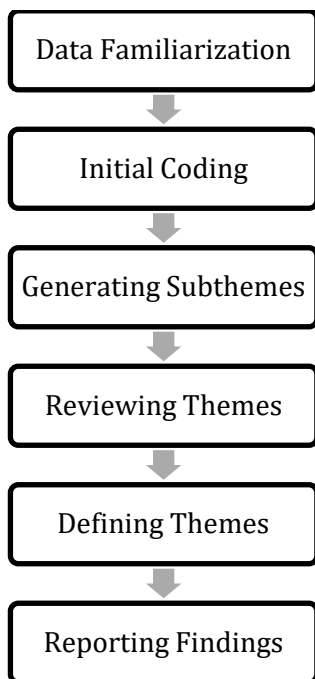 Data Familiarization
Initial Coding
Generating Subthemes
Reviewing Themes
Defining Themes
Reporting Findings